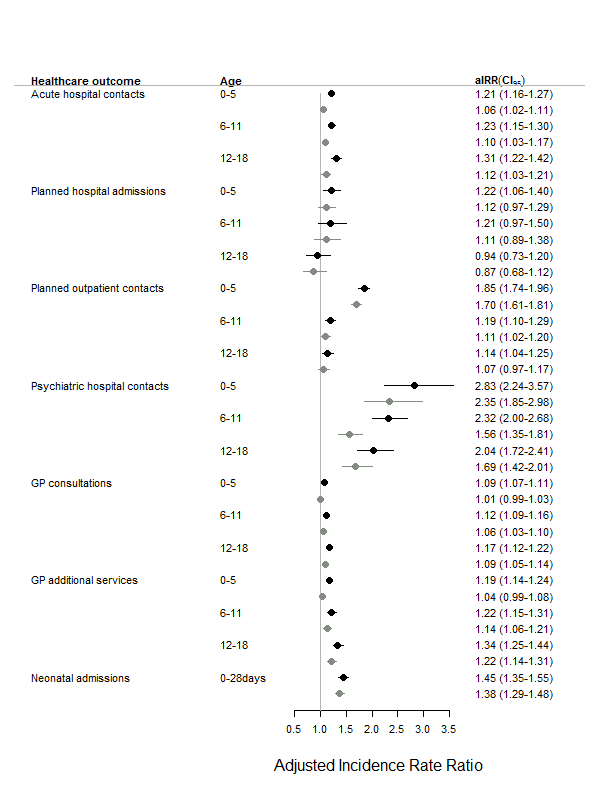 Healthcare outcome Age aIRR(CI₉₅)
Acute hospital contacts 0-5 1.21 (1.16-1.27)
1.06 (1.02-1.11)
6-11 1.23 (1.15-1.30)
1.10 (1.03-1.17)
12-18 1.31 (1.22-1.42)
1.12 (1.03-1.21)
Planned hospital admissions 0-5 1.22 (1.06-1.40)
1.12 (0.97-1.29)
6-11 1.21 (0.97-1.50)
1.11 (0.89-1.38)
12-18 0.94 (0.73-1.20)
0.87 (0.68-1.12)
Planned outpatient contacts 0-5 1.85 (1.74-1.96)
1.70 (1.61-1.81)
6-11 1.19 (1.10-1.29)
1.11 (1.02-1.20)
12-18 1.14 (1.04-1.25)
1.07 (0.97-1.17)
Psychiatric hospital contacts 0-5 2.83 (2.24-3.57)
2.35 (1.85-2.98)
6-11 2.32 (2.00-2.68)
1.56 (1.35-1.81)
12-18 2.04 (1.72-2.41)
1.69 (1.42-2.01)
GP consultations 0-5 1.09 (1.07-1.11)
1.01 (0.99-1.03)
6-11 1.12 (1.09-1.16)
1.06 (1.03-1.10)
12-18 1.17 (1.12-1.22)
1.09 (1.05-1.14)
GP additional services 0-5 1.19 (1.14-1.24)
1.04 (0.99-1.08)
6-11 1.22 (1.15-1.31)
1.14 (1.06-1.21)
12-18 1.34 (1.25-1.44)
1.22 (1.14-1.31)
Neonatal admissions 0-28days 1.45 (1.35-1.55)
1.38 (1.29-1.48)
0.5 1.0 1.5 2.0 2.5 3.0 3.5
Adjusted Incidence Rate Ratio